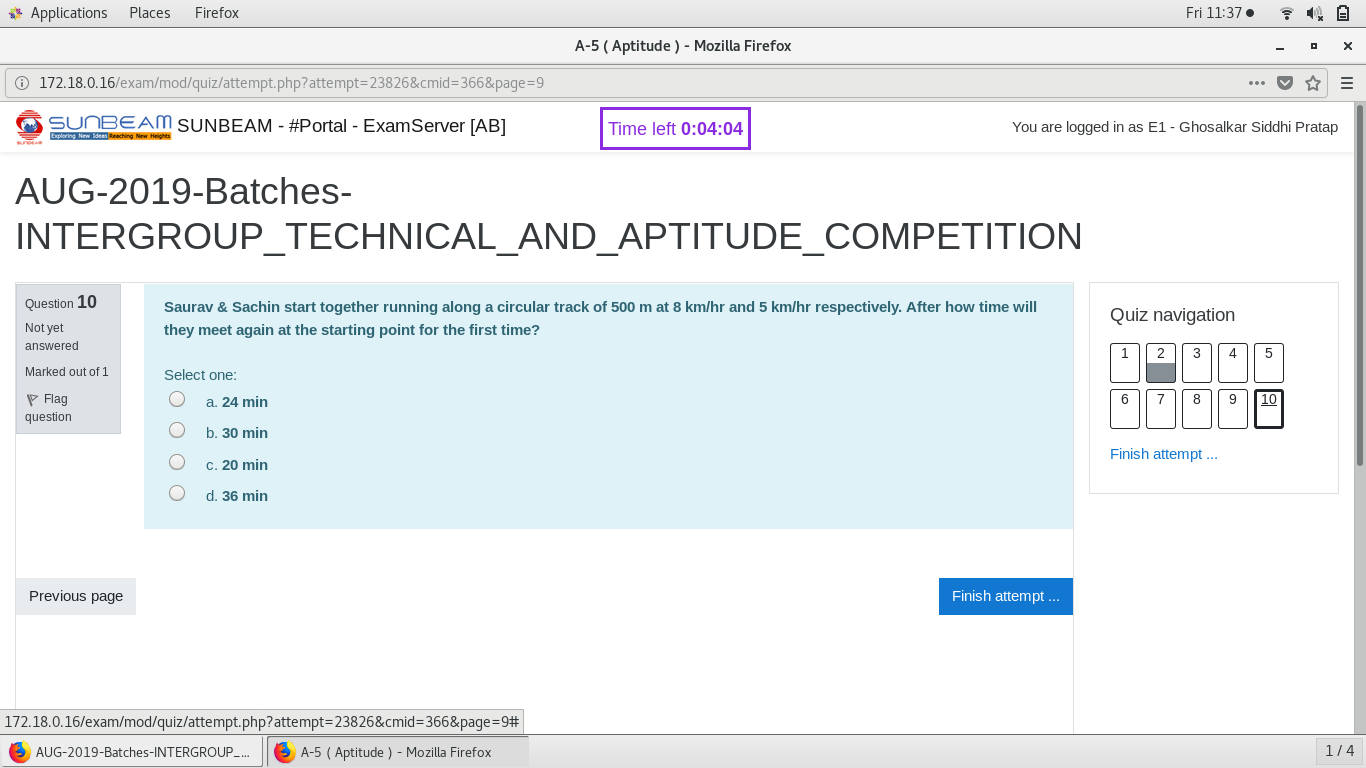 Applications Places Firefox Fri 11:37
A-5 ( Aptitude ) - Mozilla Firefox
172.18.0.16/exam/mod/quiz/attempt.php?attempt=23826&cmid=366&page=9
SUNBEAM
Exploring New Ideas Reaching New Heights
SUNBEAM
SUNBEAM - #Portal - ExamServer [AB]
Time left 0:04:04
You are logged in as E1 - Ghosalkar Siddhi Pratap
AUG-2019-Batches-
INTERGROUP_TECHNICAL_AND_APTITUDE_COMPETITION
Question 10
Not yet
answered
Marked out of 1
Flag
question
Saurav & Sachin start together running along a circular track of 500 m at 8 km/hr and 5 km/hr respectively. After how time will
they meet again at the starting point for the first time?
Select one:
a. 24 min
b. 30 min
c. 20 min
d. 36 min
Previous page
Finish attempt ...
Quiz navigation
1 2 3 4 5
6 7 8 9 10
Finish attempt ...
172.18.0.16/exam/mod/quiz/attempt.php?attempt=23826&cmid=366&page=9#
AUG-2019-Batches-INTERGROUP_... A-5 ( Aptitude ) - Mozilla Firefox 1 / 4